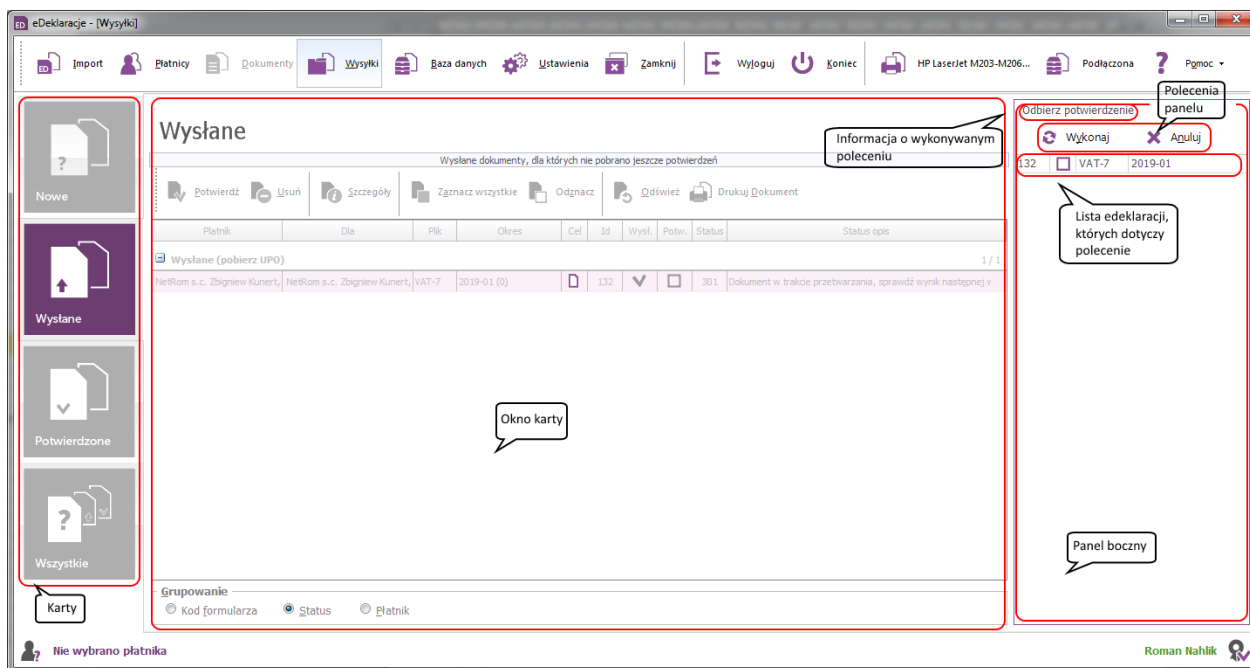 ED eDeklaracje - [Wysyłki]
ED Import Płatnicy Dokumenty Wysyłki Baza danych Ustawienia Zamknij Wyloguj Koniec HP LaserJet M203-M206... Podłączona ? Pomoc
Polecenia
panelu
Nowe
Wysłane
Potwierdzone
Wszystkie
Karty
Wysłane
Informacja o wykonywanym
poleceniu
Wysłane dokumenty, dla których nie pobrano jeszcze potwierdzeń
Potwierdź Usuń Szczegóły Zaznacz wszystkie Odznacz Odśwież Drukuj Dokument
Płatnik Dla Plik Okres Cel Id Wysł. Potw. Status Status opis
Wysłane (pobierz UPO) 1 / 1
NetRom s.c. Zbigniew Kunert, NetRom s.c. Zbigniew Kunert, VAT-7 2019-01 (0) 132 301 Dokument w trakcie przetwarzania, sprawdź wynik następnej v
Okno karty
Grupowanie
Kod formularza Status Płatnik
Odbierz potwierdzenie
Wykonaj Anuluj
132 VAT-7 2019-01
Lista edeklaracji,
których dotyczy
polecenie
Panel boczny
Nie wybrano płatnika
Roman Nahlik